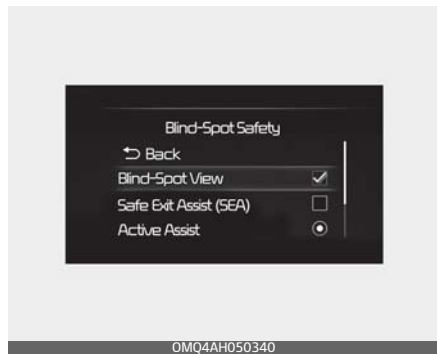 Blind-Spot Safety
Back
Blind-Spot View
Safe Exit Assist (SEA)
Active Assist
OMQ4AH050340